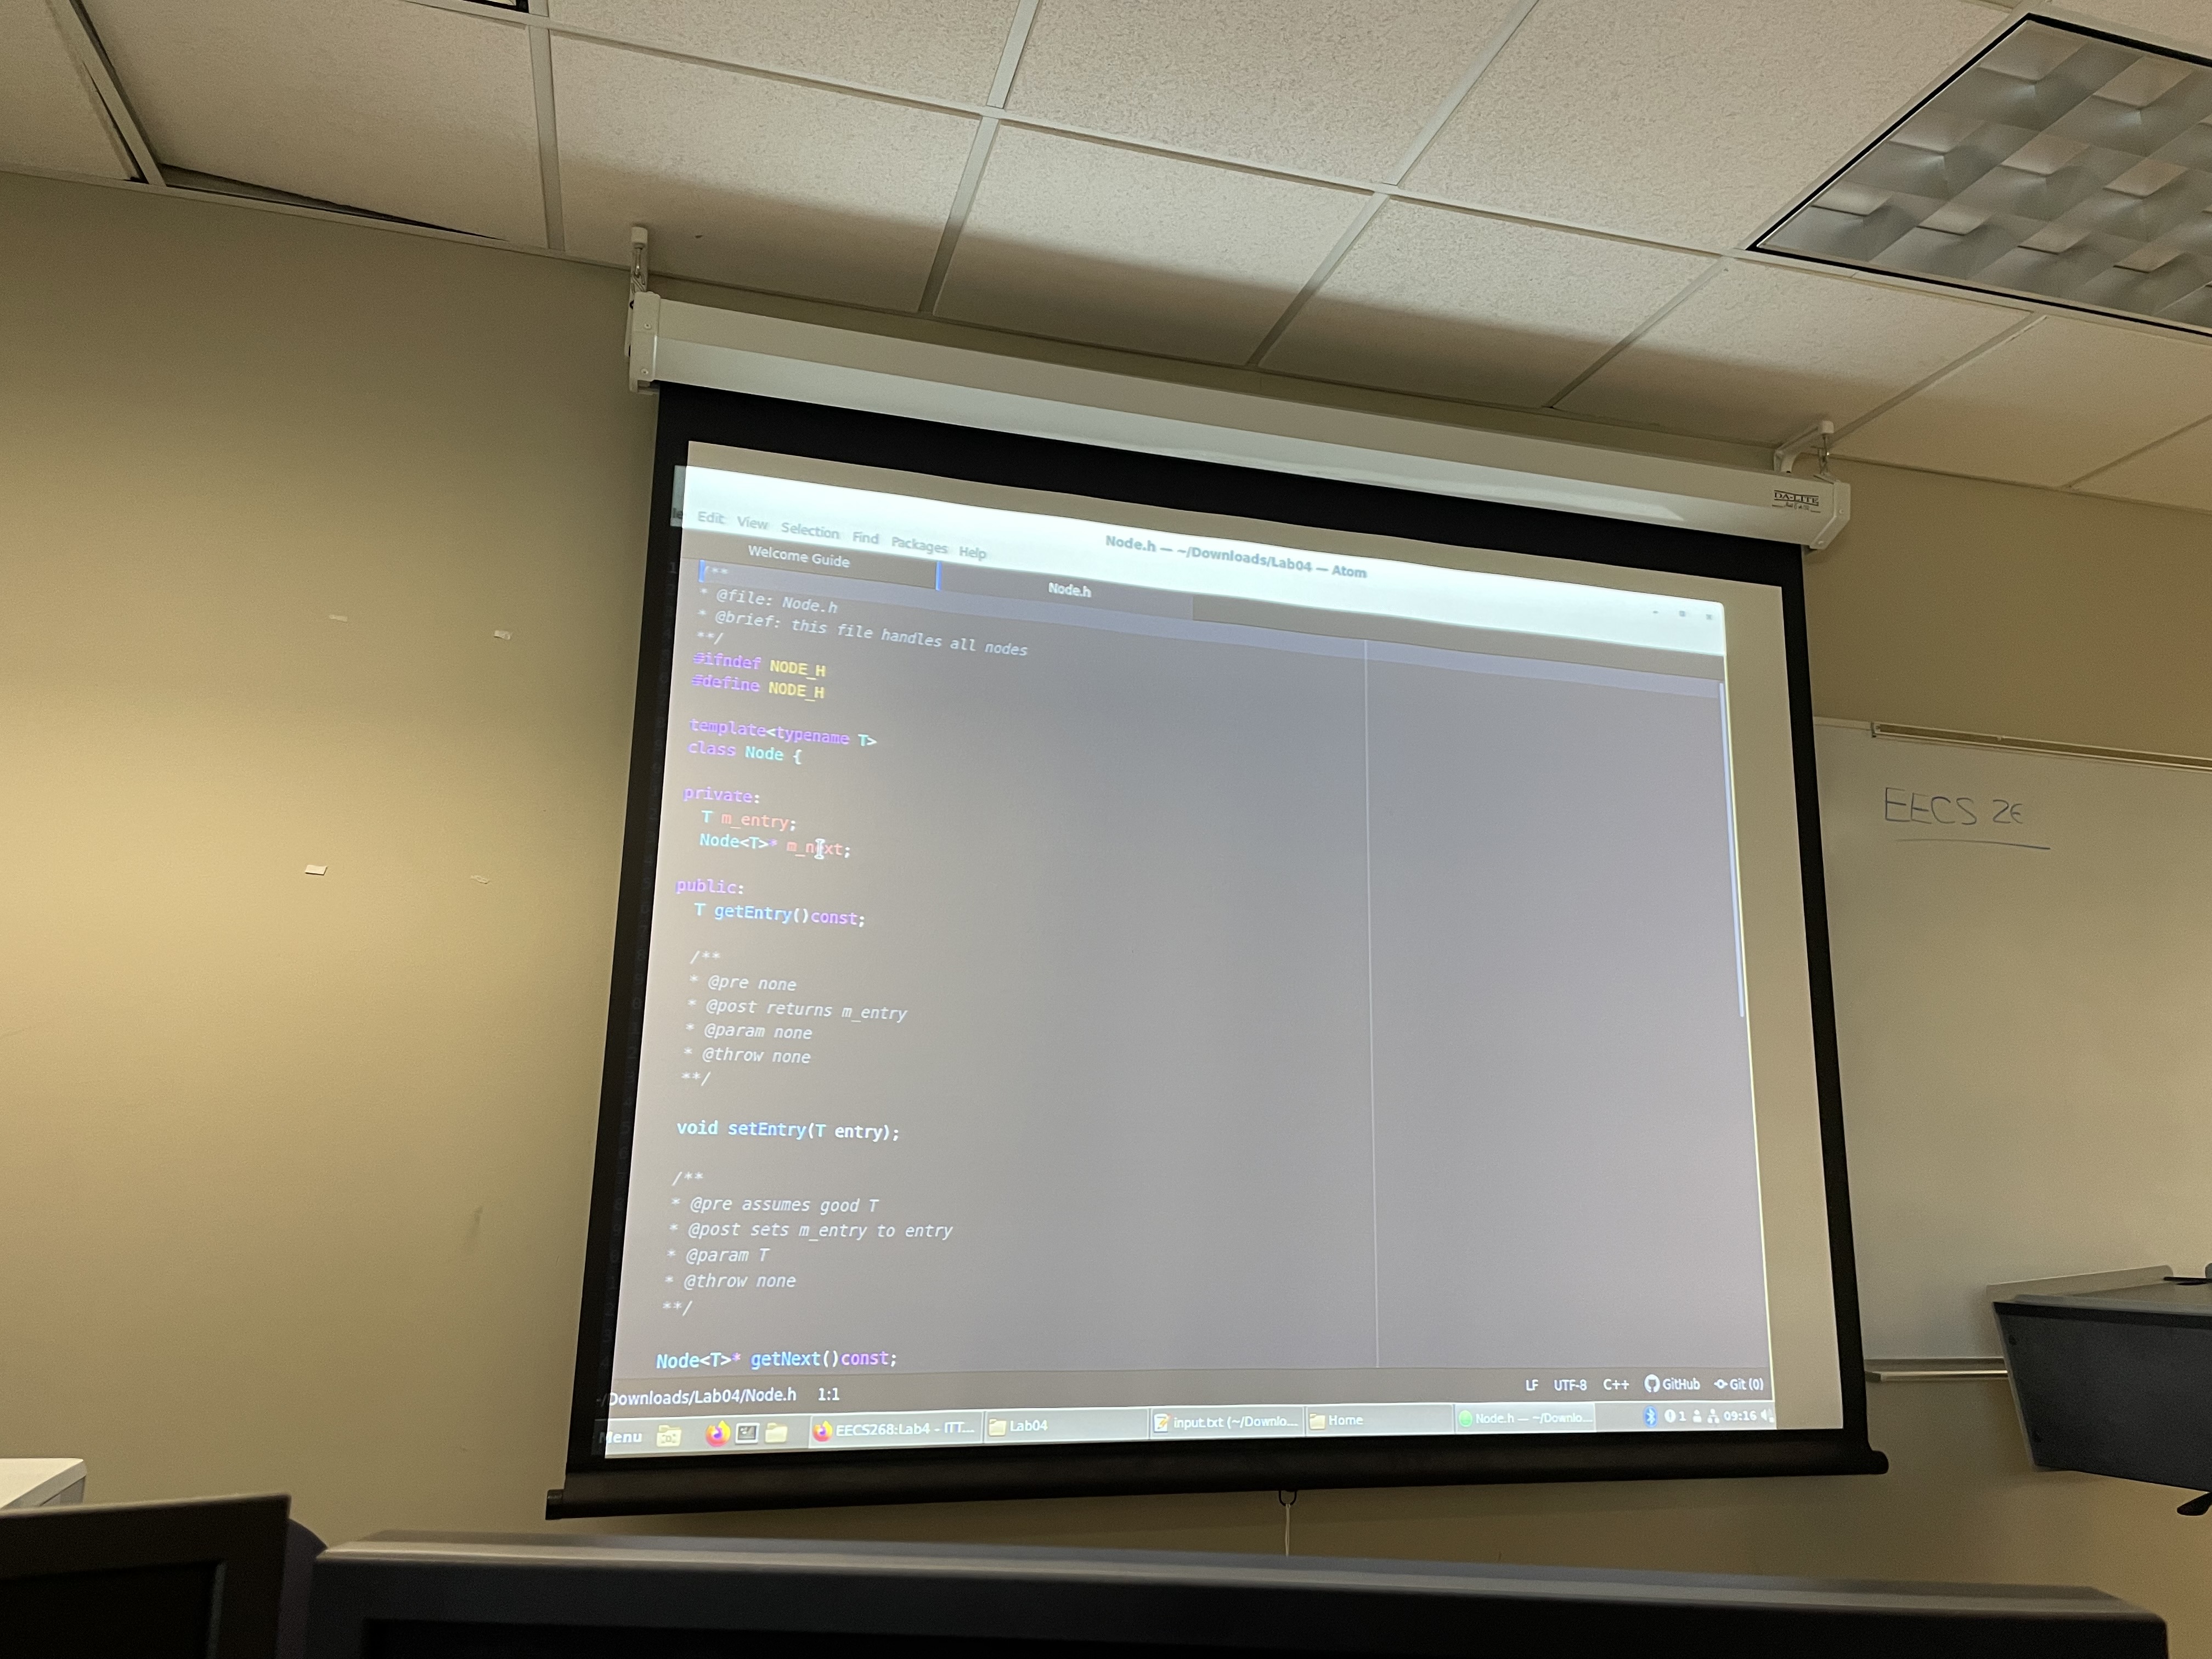 DA-LITE
Node.h — ~/Downloads/Lab04 — Atom
Edit View Selection Find Packages Help
Welcome Guide
Node.h
/**
* @file: Node.h
* @brief: this file handles all nodes
**/
#ifndef NODE_H
#define NODE_H
template<typename T>
class Node {
private:
T m_entry;
Node<T>* m_next;
public:
T getEntry()const;
/**
* @pre none
* @post returns m_entry
* @param none
* @throw none
**/
void setEntry(T entry);
/**
* @pre assumes good T
* @post sets m_entry to entry
* @param T
* @throw none
**/
Node<T>* getNext()const;
~/Downloads/Lab04/Node.h 1:1 LF UTF-8 C++ GitHub Git (0)
Menu EECS268:Lab4 - ITT... Lab04 input.txt (~/Downlo... Home Node.h — ~/Downlo... 1 09:16
EECS 26